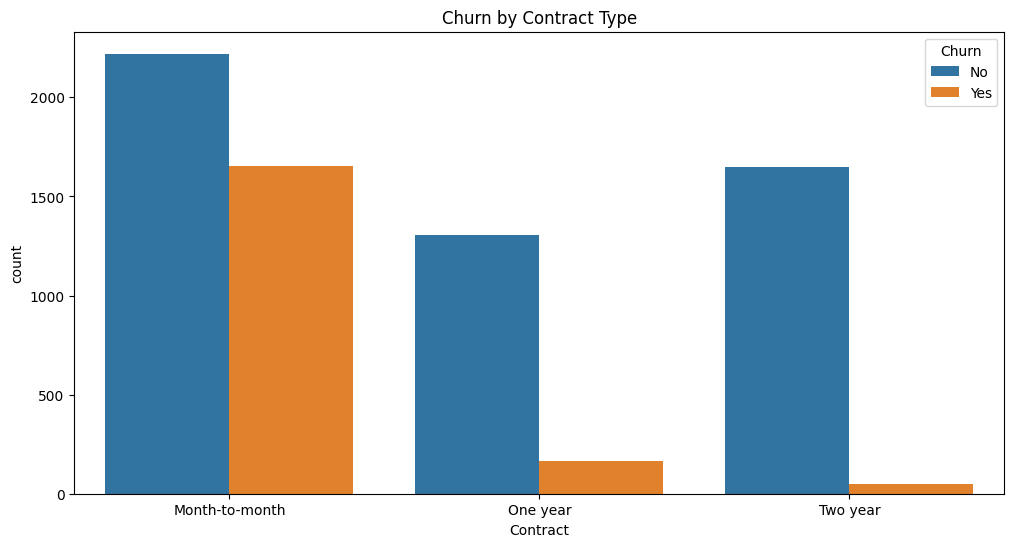 Churn by Contract Type
Churn
No
Yes
2000
1500
1000
500
0
count
Month-to-month
One year
Two year
Contract